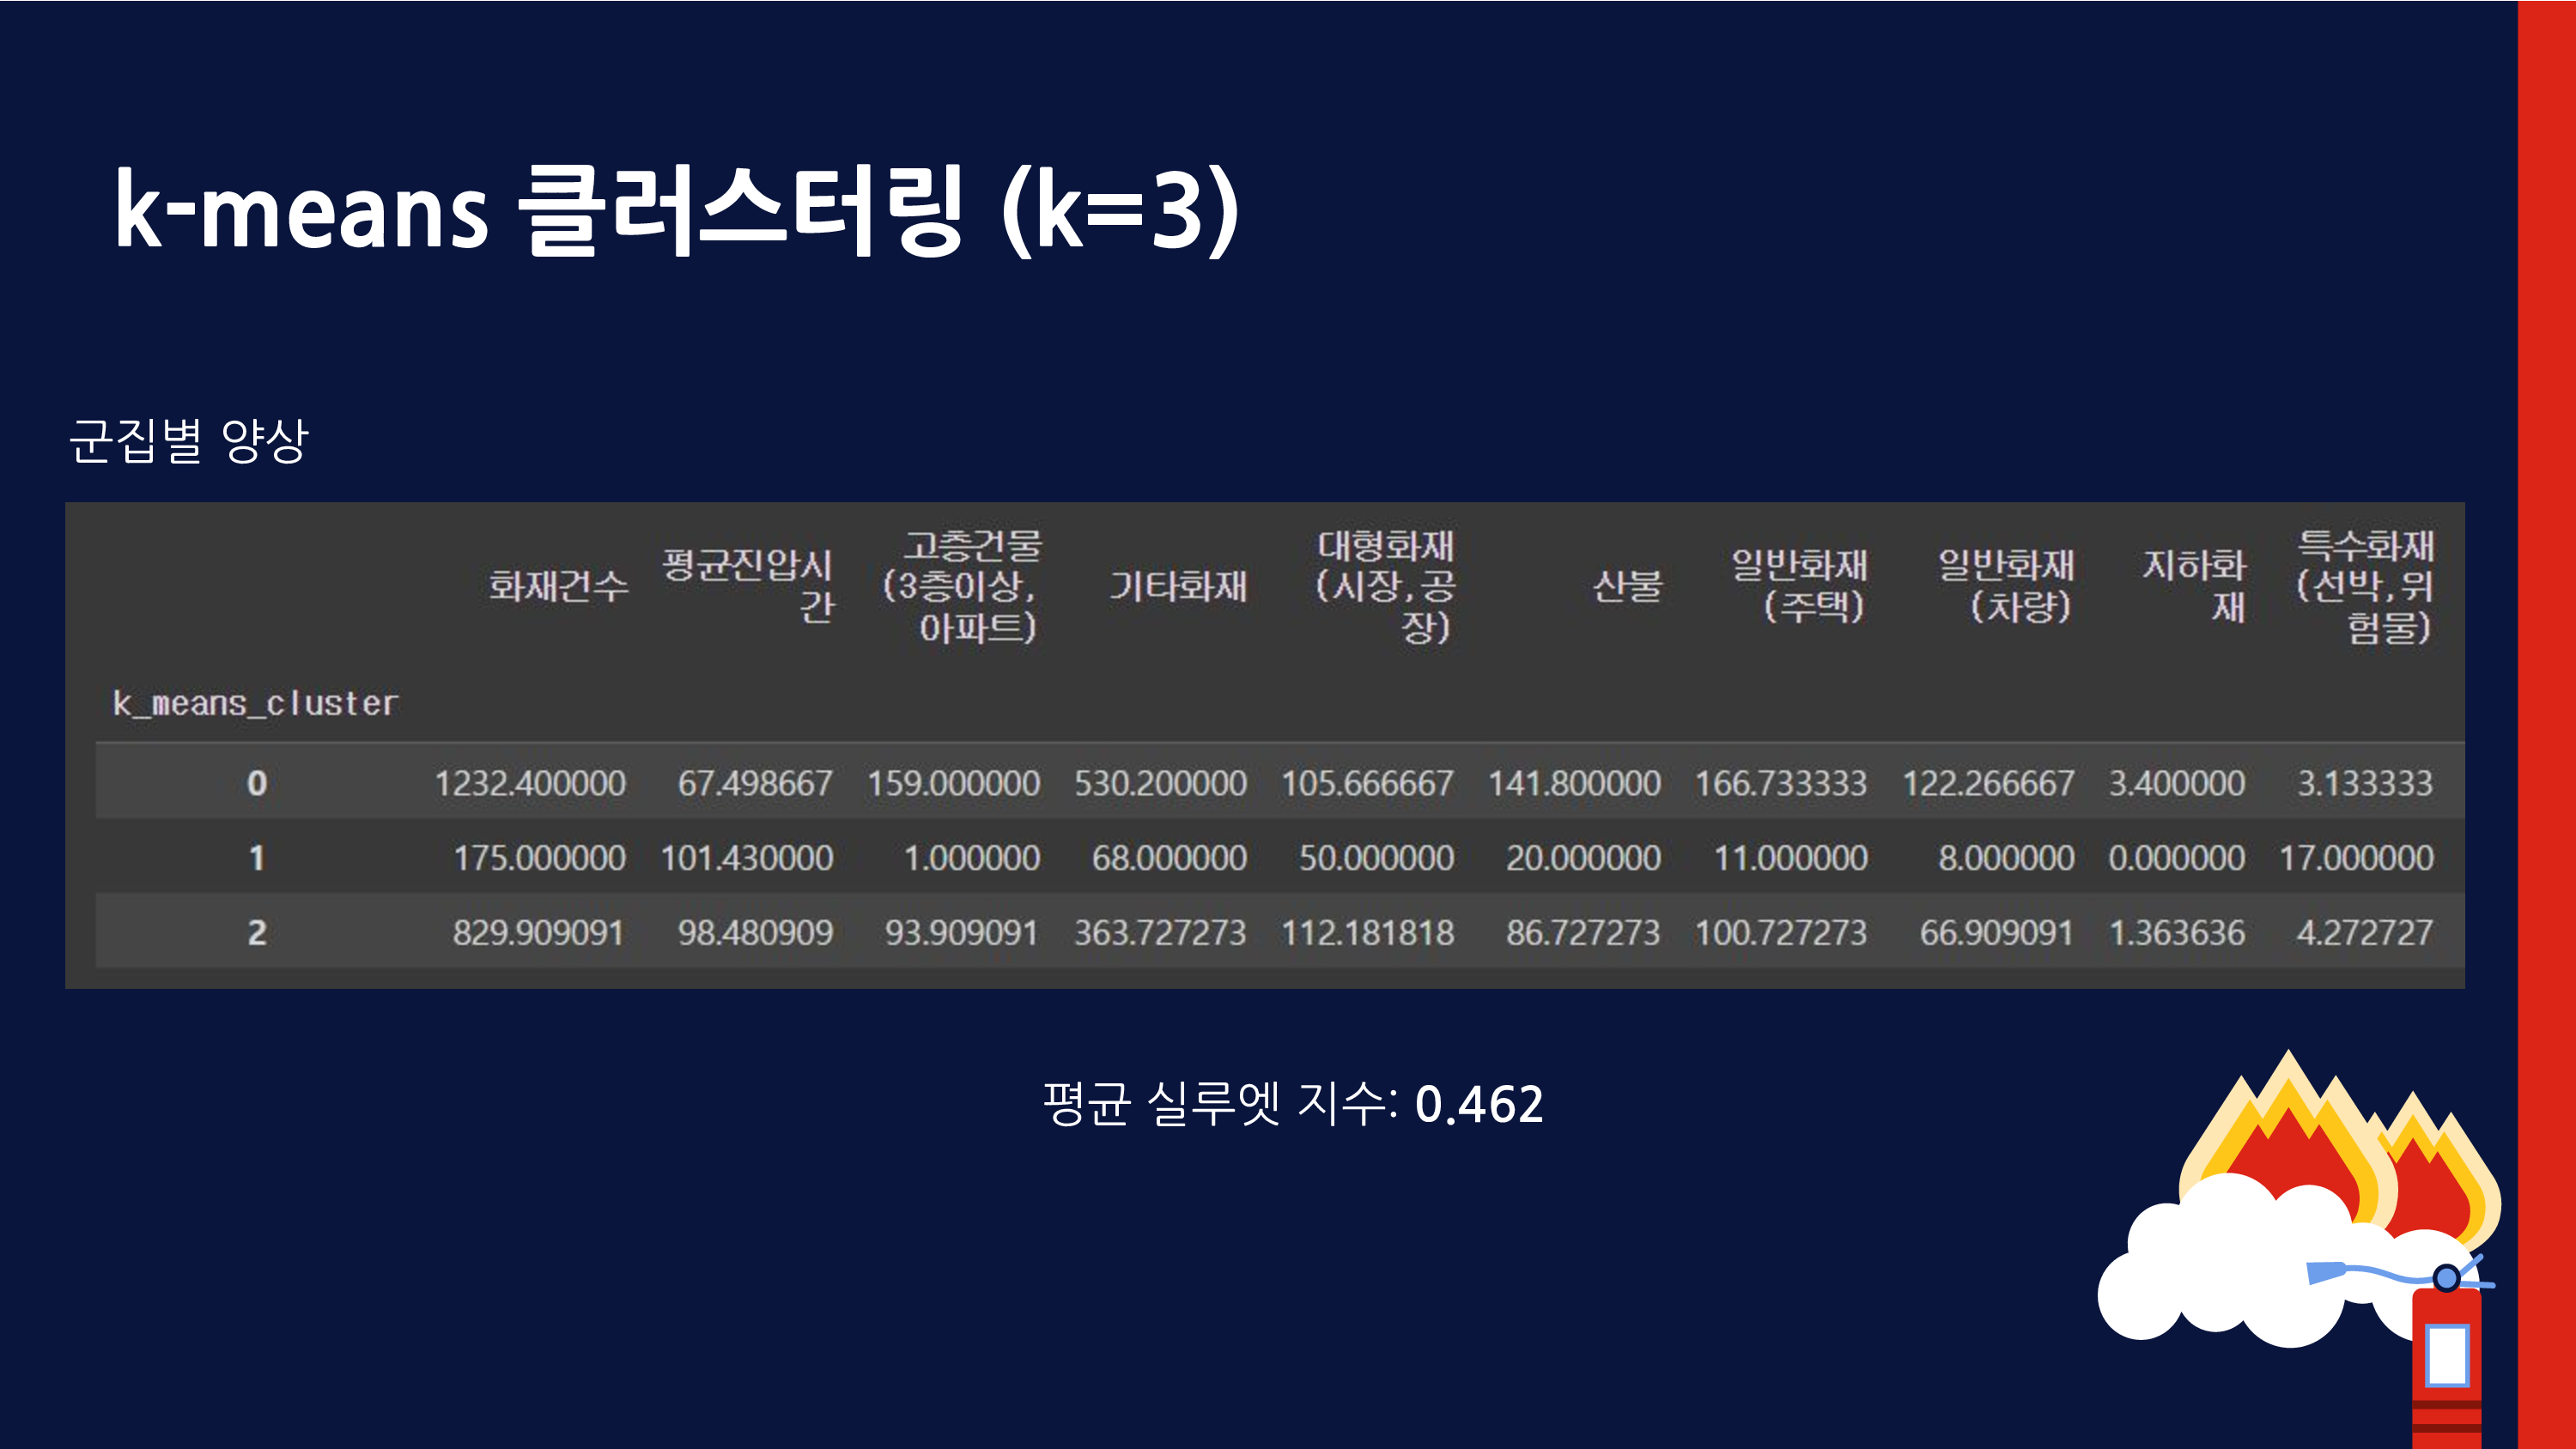 k-means 클러스터링 (k=3)
군집별 양상
화재건수 평균진압시간 고층건물(3층이상,아파트) 기타화재 대형화재(시장,공장) 산불 일반화재(주택) 일반화재(차량) 지하화재 특수화재(선박,위험물)
k_means_cluster
0 1232.400000 67.498667 159.000000 530.200000 105.666667 141.800000 166.733333 122.266667 3.400000 3.133333
1 175.000000 101.430000 1.000000 68.000000 50.000000 20.000000 11.000000 8.000000 0.000000 17.000000
2 829.909091 98.480909 93.909091 363.727273 112.181818 86.727273 100.727273 66.909091 1.363636 4.272727
평균 실루엣 지수: 0.462